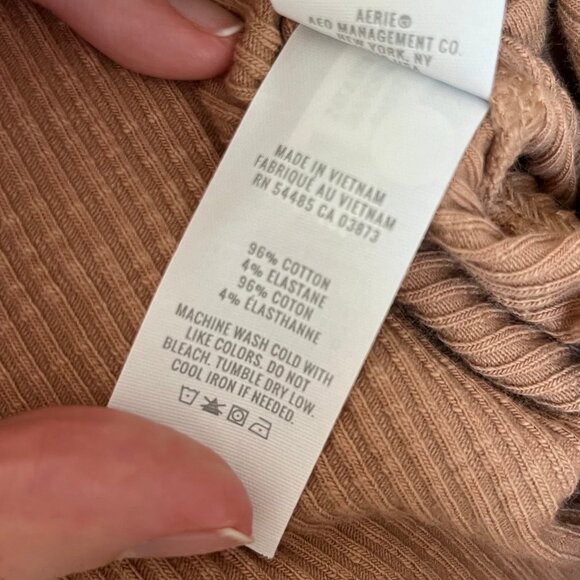 AERIE®
AEO MANAGEMENT CO.
NEW YORK, NY
USA
MADE IN VIETNAM
FABRIQUÉ AU VIETNAM
RN 54485 CA 03873
96% COTTON
4% ELASTANE
96% COTON
4% ÉLASTHANNE
MACHINE WASH COLD WITH
LIKE COLORS. DO NOT
BLEACH. TUMBLE DRY LOW.
COOL IRON IF NEEDED.